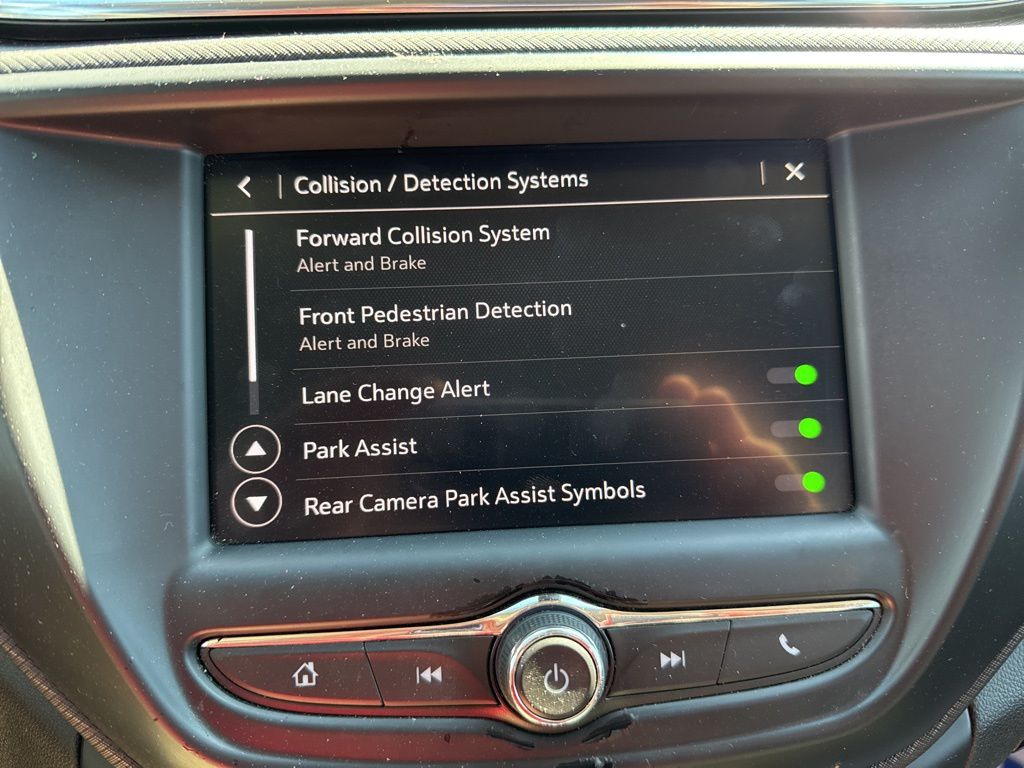 Collision / Detection Systems
Forward Collision System
Alert and Brake
Front Pedestrian Detection
Alert and Brake
Lane Change Alert
Park Assist
Rear Camera Park Assist Symbols